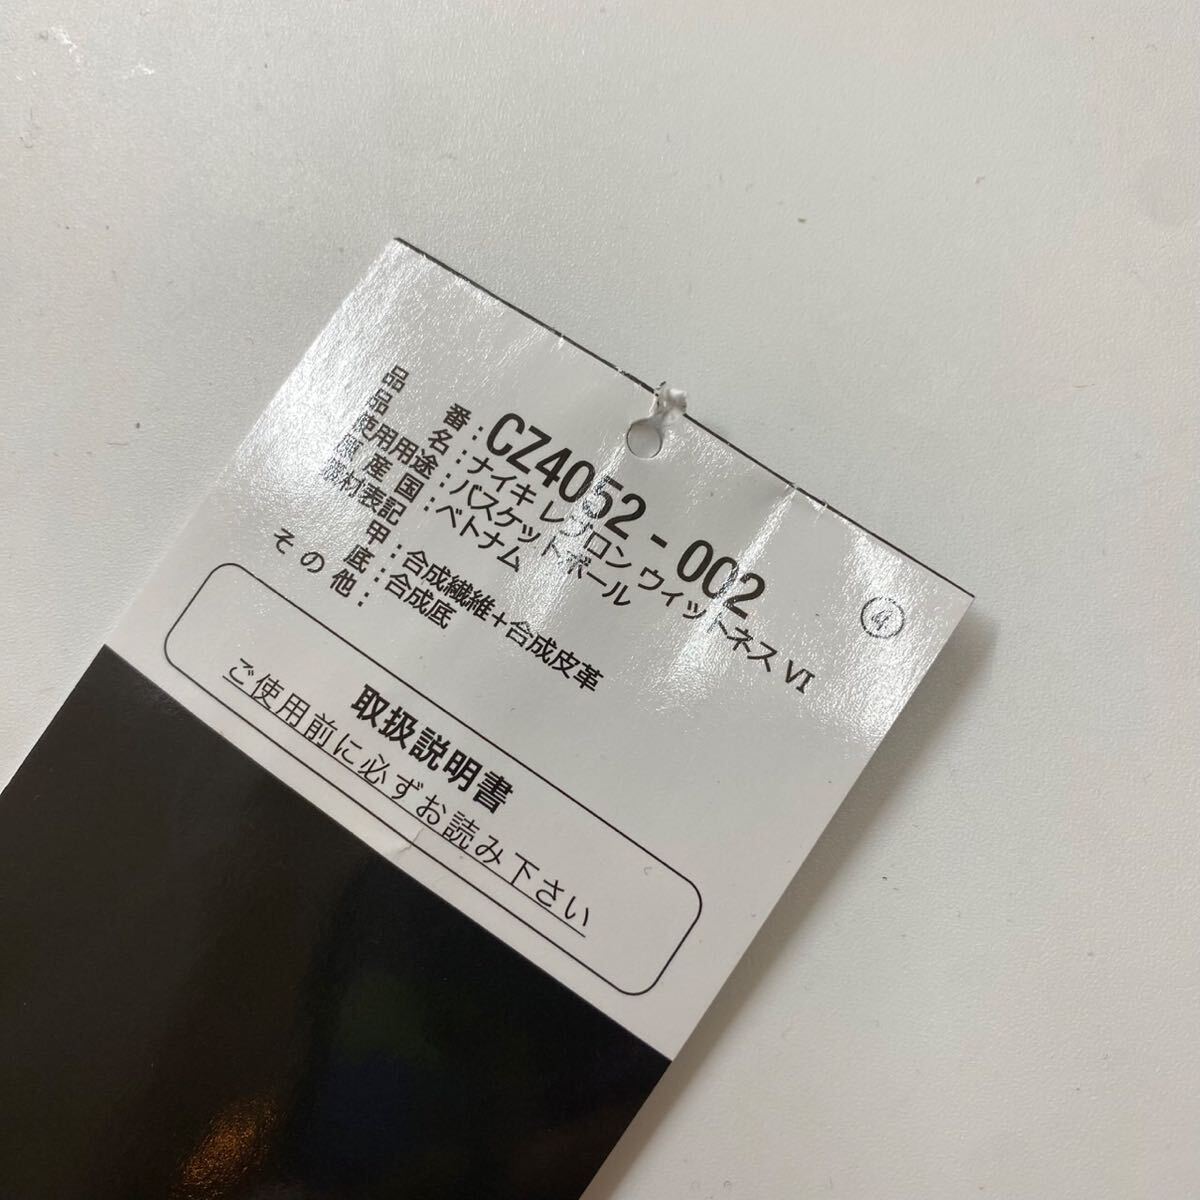 品番：CZ4052-002
品名：ナイキ レブロン ウィットネス VI
使用用途：バスケットボール
原産国：ベトナム
素材表記
甲：合成繊維+合成皮革
底：合成底
その他：
④
取扱説明書
ご使用前に必ずお読み下さい